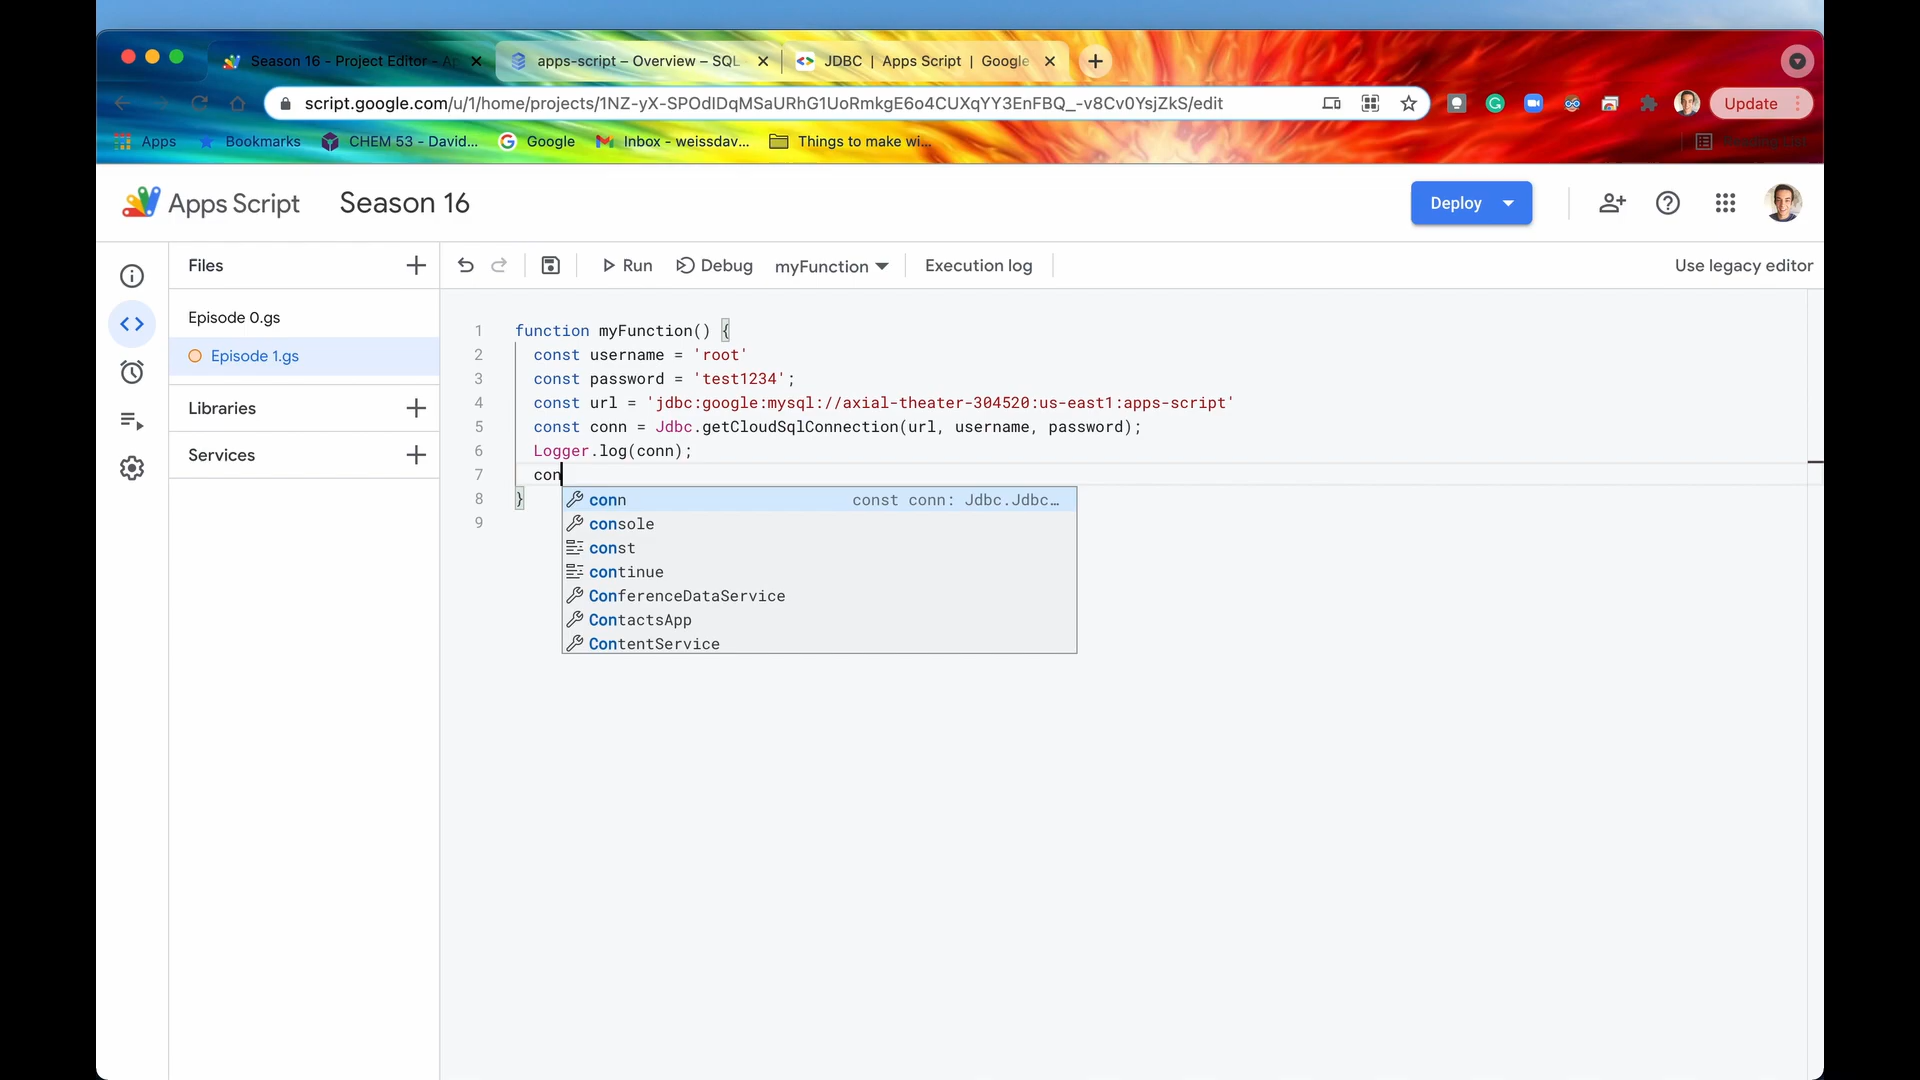 Season 16 - Project Editor - Ap
apps-script – Overview – SQL
JDBC | Apps Script | Google
script.google.com/u/1/home/projects/1NZ-yX-SPOdIDqMSaURhG1UoRmkgE6o4CUXqYY3EnFBQ_-v8Cv0YsjZkS/edit
Update
Apps
Bookmarks
CHEM 53 - David...
Google
Inbox - weissdav...
Things to make wi...
Reading List
Apps Script
Season 16
Deploy
Files
Run
Debug
myFunction
Execution log
Use legacy editor
Episode 0.gs
Episode 1.gs
Libraries
Services
1 function myFunction() {
2 const username = 'root'
3 const password = 'test1234';
4 const url = 'jdbc:google:mysql://axial-theater-304520:us-east1:apps-script'
5 const conn = Jdbc.getCloudSqlConnection(url, username, password);
6 Logger.log(conn);
7 con
8 }
9
conn const conn: Jdbc.Jdbc…
console
const
continue
ConferenceDataService
ContactsApp
ContentService